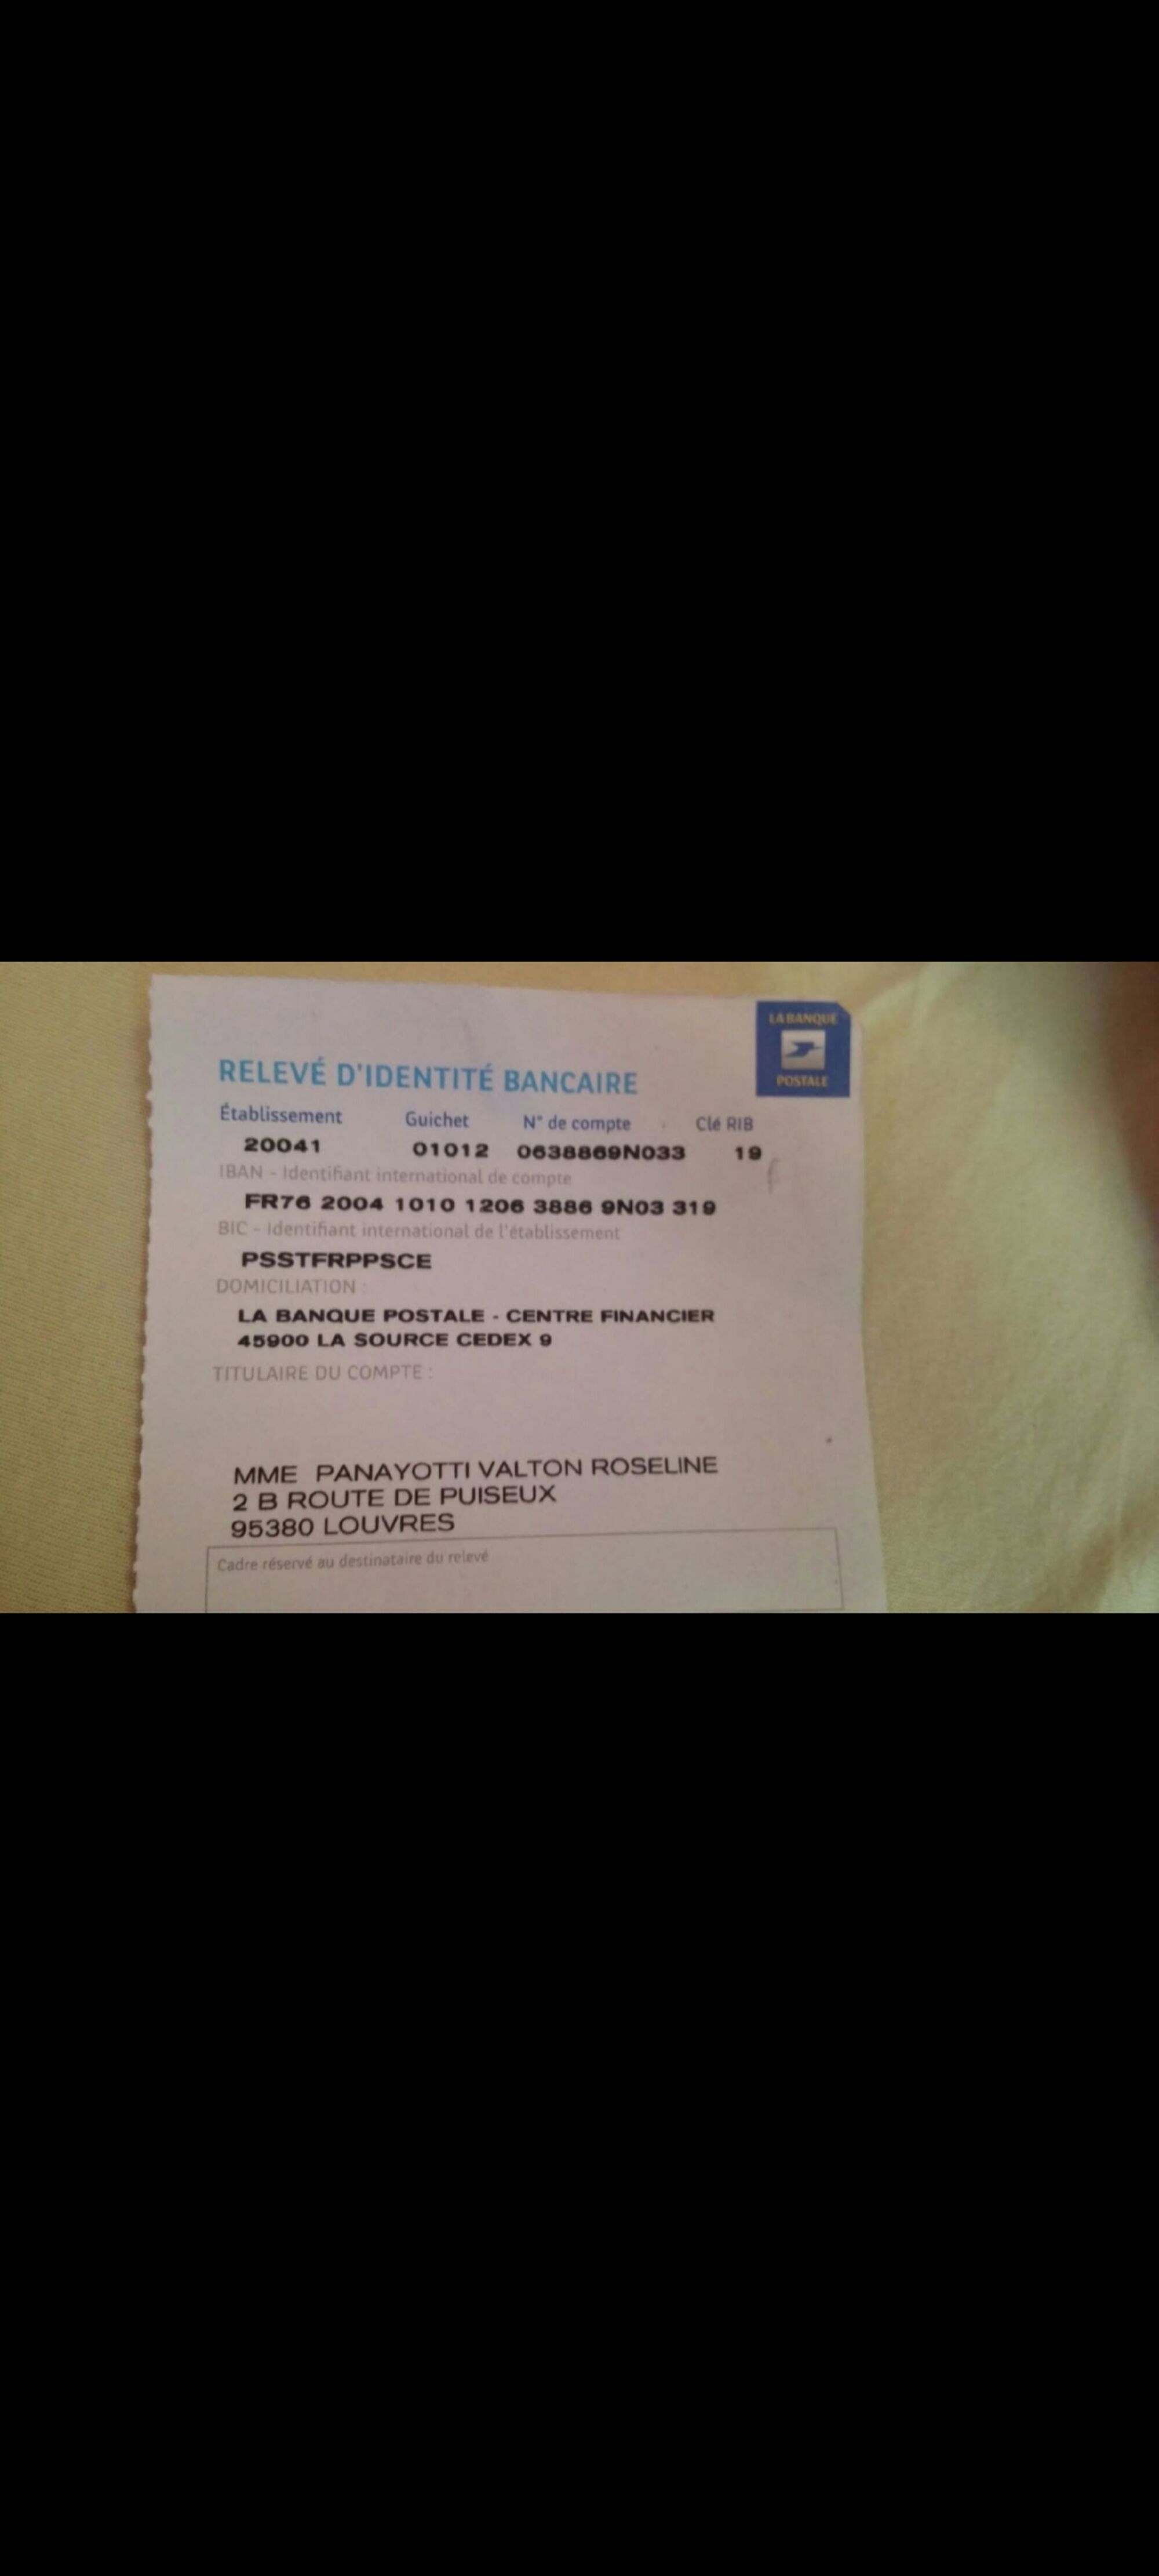 LA BANQUE
POSTALE
RELEVÉ D'IDENTITÉ BANCAIRE
Établissement Guichet N° de compte Clé RIB
20041 01012 0638869N033 19
IBAN - Identifiant international de compte
FR76 2004 1010 1206 3886 9N03 319
BIC - Identifiant international de l'établissement
PSSTFRPPSCE
DOMICILIATION :
LA BANQUE POSTALE - CENTRE FINANCIER
45900 LA SOURCE CEDEX 9
TITULAIRE DU COMPTE :
MME PANAYOTTI VALTON ROSELINE
2 B ROUTE DE PUISEUX
95380 LOUVRES
Cadre réservé au destinataire du relevé